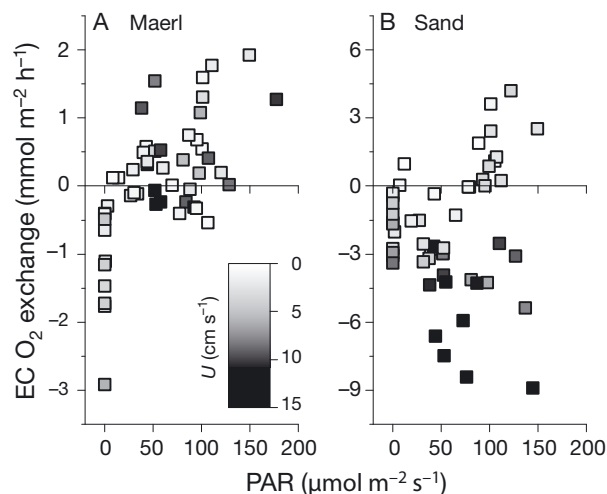 A Maerl
B Sand
EC O₂ exchange (mmol m⁻² h⁻¹)
2
1
0
−1
−2
−3
6
3
0
−3
−6
−9
U (cm s⁻¹)
0
5
10
15
0 50 100 150 200
0 50 100 150 200
PAR (µmol m⁻² s⁻¹)